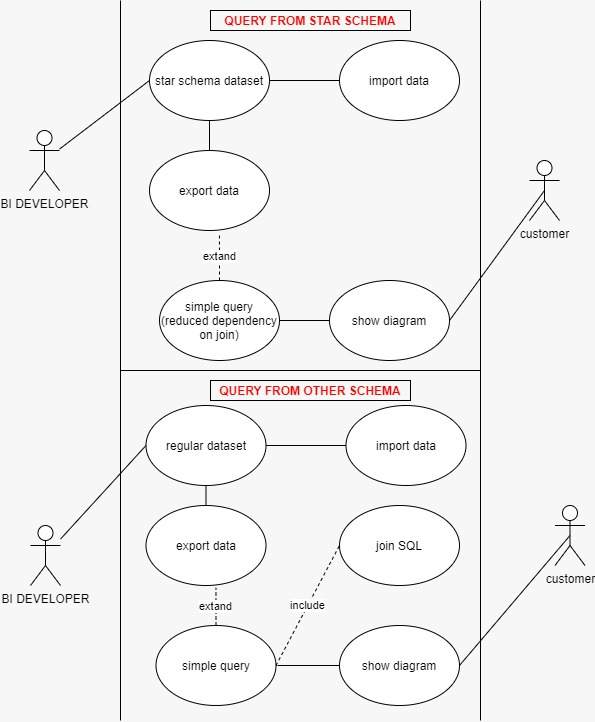 QUERY FROM STAR SCHEMA
star schema dataset
import data
BI DEVELOPER
export data
customer
extand
simple query
(reduced dependency
on join)
show diagram
QUERY FROM OTHER SCHEMA
regular dataset
import data
export data
join SQL
BI DEVELOPER
customer
extand
include
simple query
show diagram